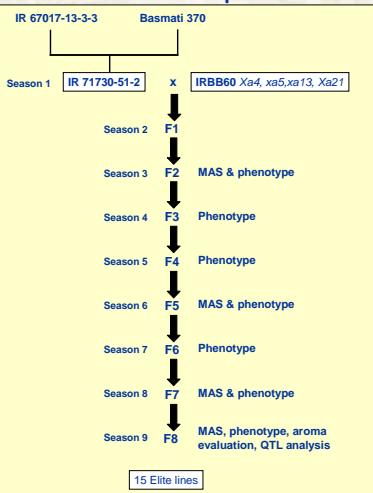 IR 67017-13-3-3 Basmati 370
Season 1 IR 71730-51-2 x IRBB60 Xa4, xa5,xa13, Xa21
Season 2 F1
Season 3 F2 MAS & phenotype
Season 4 F3 Phenotype
Season 5 F4 Phenotype
Season 6 F5 MAS & phenotype
Season 7 F6 Phenotype
Season 8 F7 MAS & phenotype
Season 9 F8 MAS, phenotype, aroma
evaluation, QTL analysis
15 Elite lines